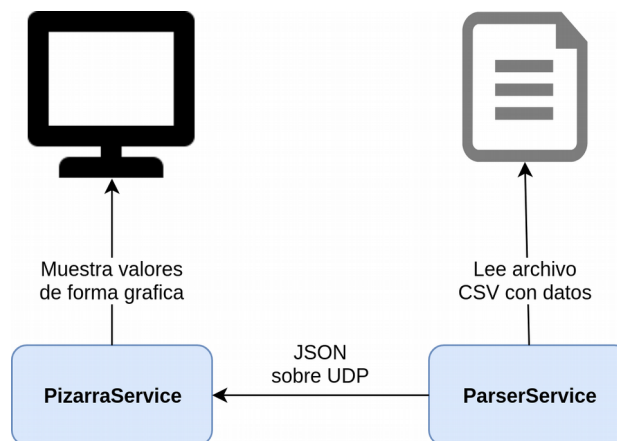 Muestra valores
de forma grafica
Lee archivo
CSV con datos
JSON
sobre UDP
PizarraService
ParserService